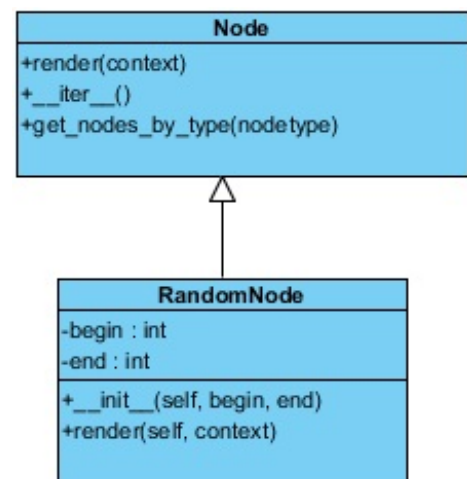 Node
+render(context)
+__iter__()
+get_nodes_by_type(nodetype)
RandomNode
-begin : int
-end : int
+__init__(self, begin, end)
+render(self, context)